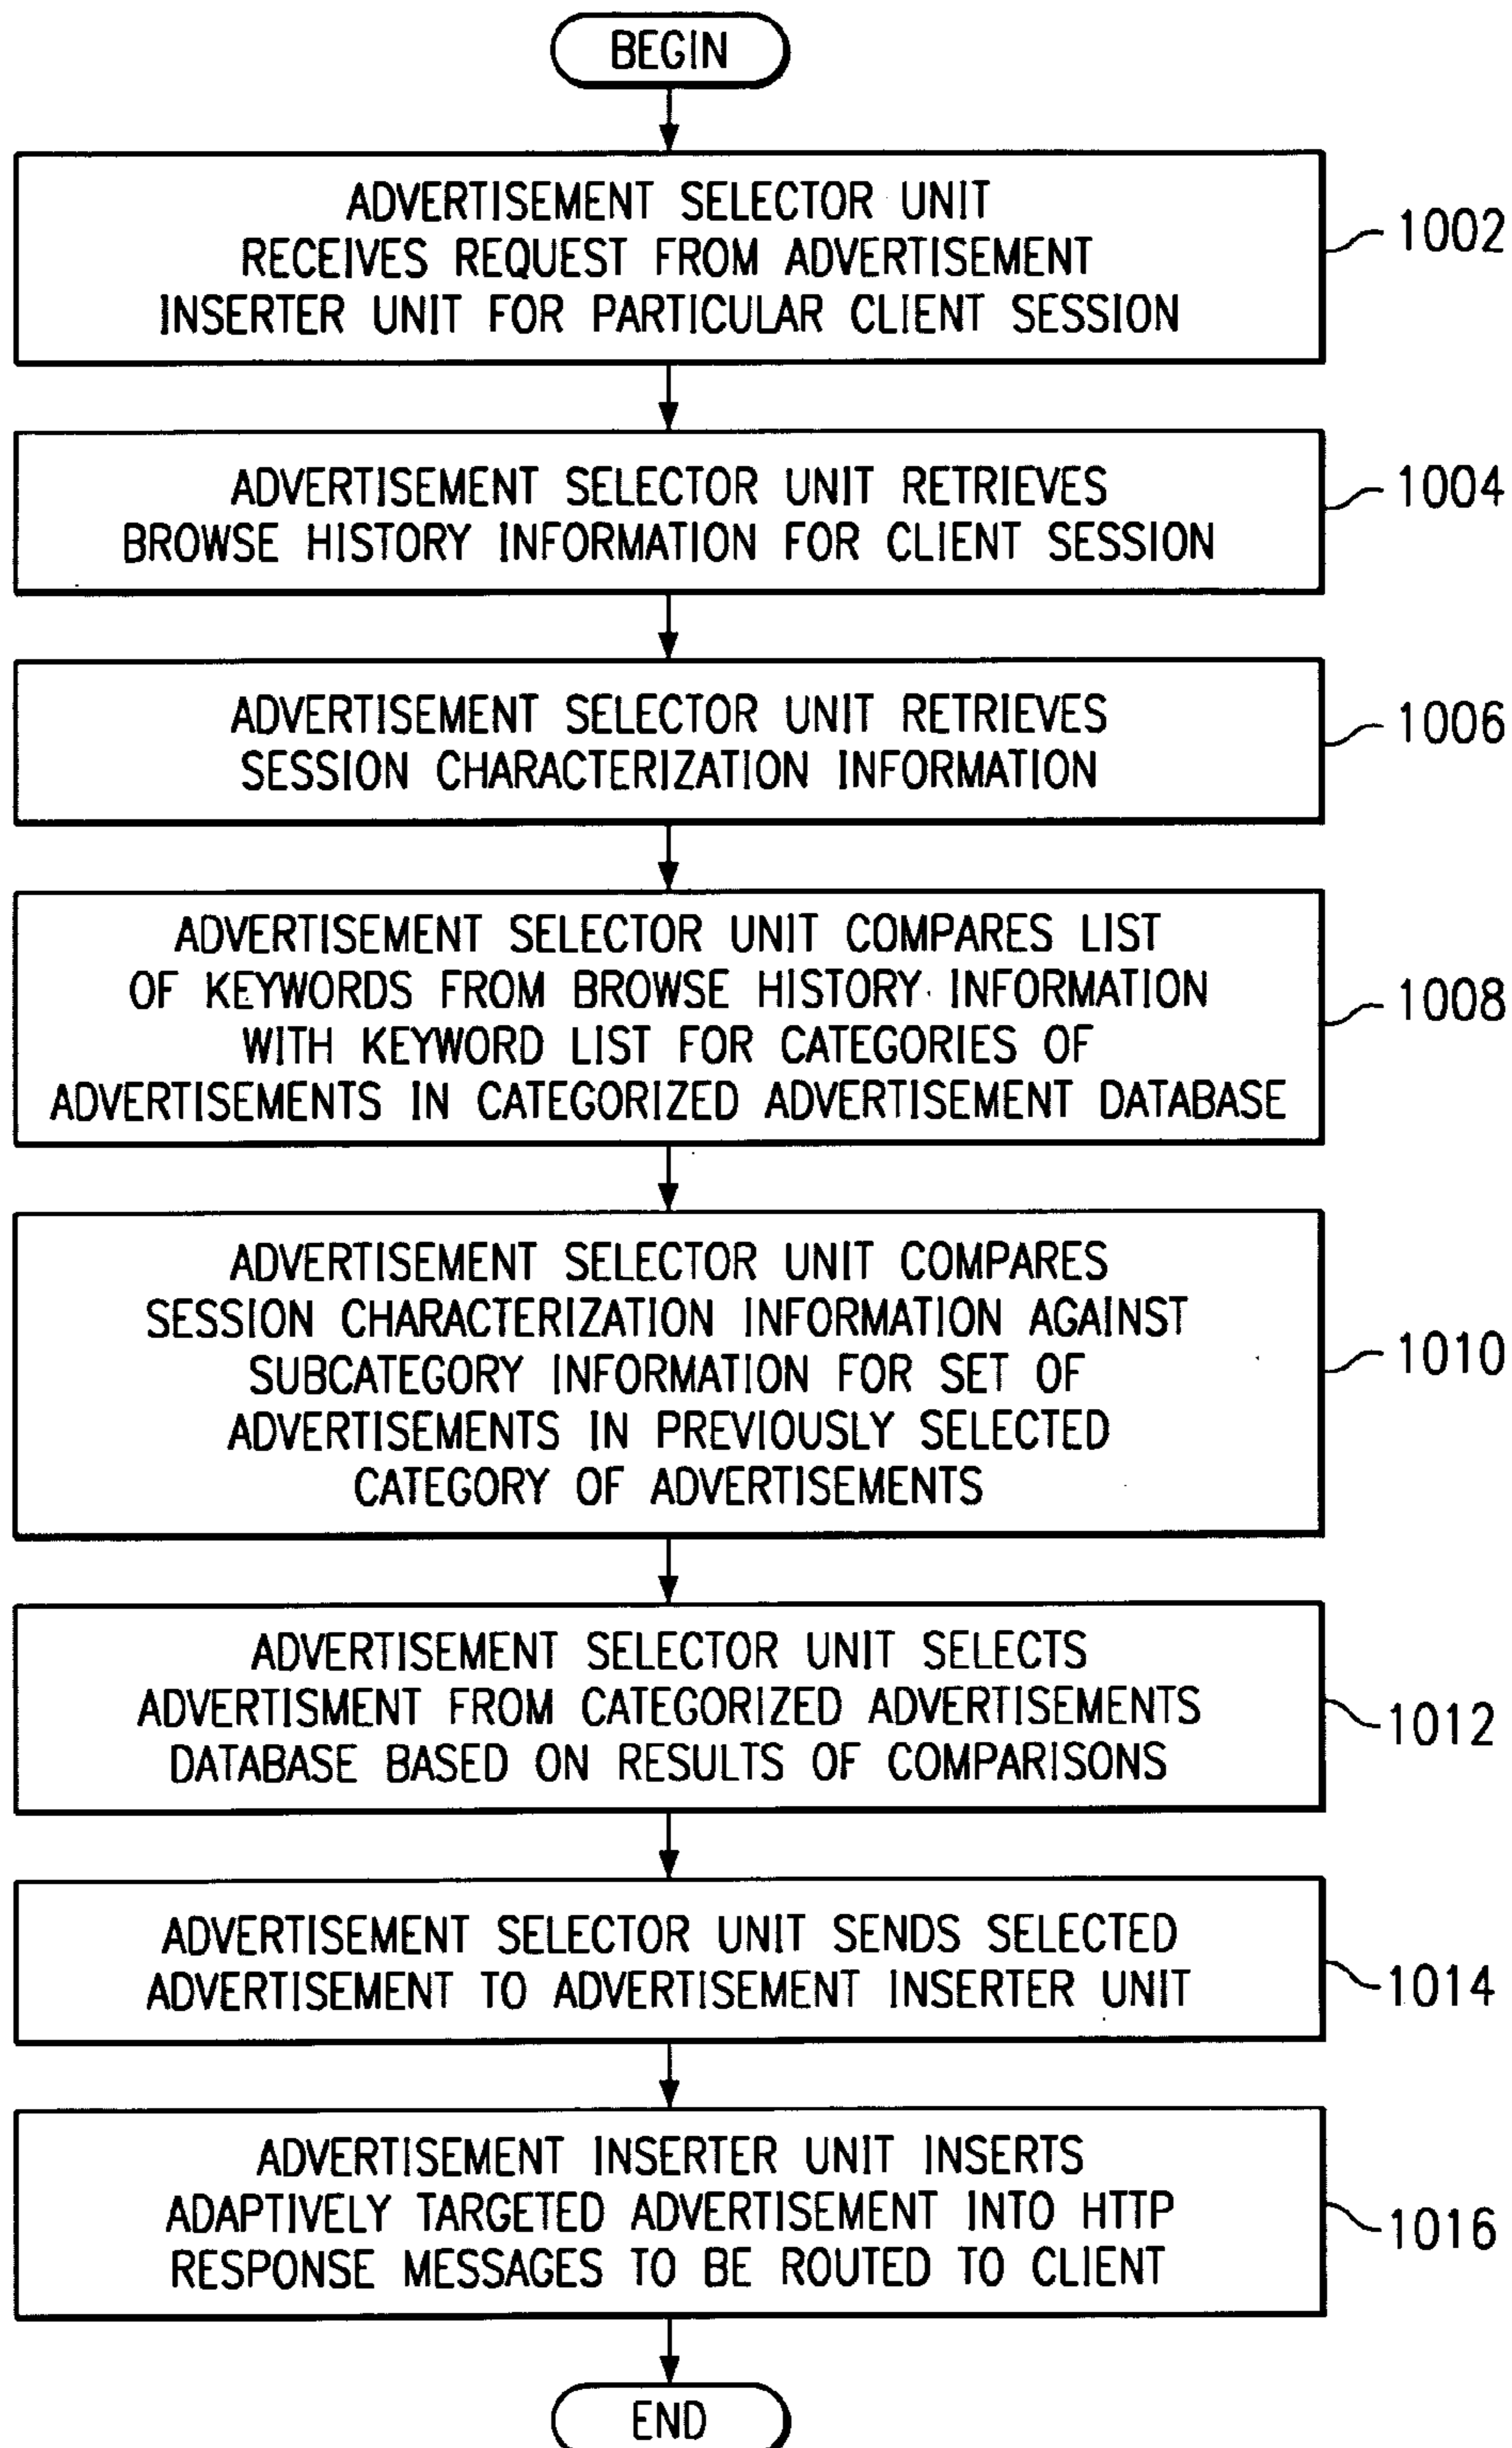 BEGIN
ADVERTISEMENT SELECTOR UNIT
RECEIVES REQUEST FROM ADVERTISEMENT
INSERTER UNIT FOR PARTICULAR CLIENT SESSION
1002
ADVERTISEMENT SELECTOR UNIT RETRIEVES
BROWSE HISTORY INFORMATION FOR CLIENT SESSION
1004
ADVERTISEMENT SELECTOR UNIT RETRIEVES
SESSION CHARACTERIZATION INFORMATION
1006
ADVERTISEMENT SELECTOR UNIT COMPARES LIST
OF KEYWORDS FROM BROWSE HISTORY INFORMATION
WITH KEYWORD LIST FOR CATEGORIES OF
ADVERTISEMENTS IN CATEGORIZED ADVERTISEMENT DATABASE
1008
ADVERTISEMENT SELECTOR UNIT COMPARES
SESSION CHARACTERIZATION INFORMATION AGAINST
SUBCATEGORY INFORMATION FOR SET OF
ADVERTISEMENTS IN PREVIOUSLY SELECTED
CATEGORY OF ADVERTISEMENTS
1010
ADVERTISEMENT SELECTOR UNIT SELECTS
ADVERTISMENT FROM CATEGORIZED ADVERTISEMENTS
DATABASE BASED ON RESULTS OF COMPARISONS
1012
ADVERTISEMENT SELECTOR UNIT SENDS SELECTED
ADVERTISEMENT TO ADVERTISEMENT INSERTER UNIT
1014
ADVERTISEMENT INSERTER UNIT INSERTS
ADAPTIVELY TARGETED ADVERTISEMENT INTO HTTP
RESPONSE MESSAGES TO BE ROUTED TO CLIENT
1016
END